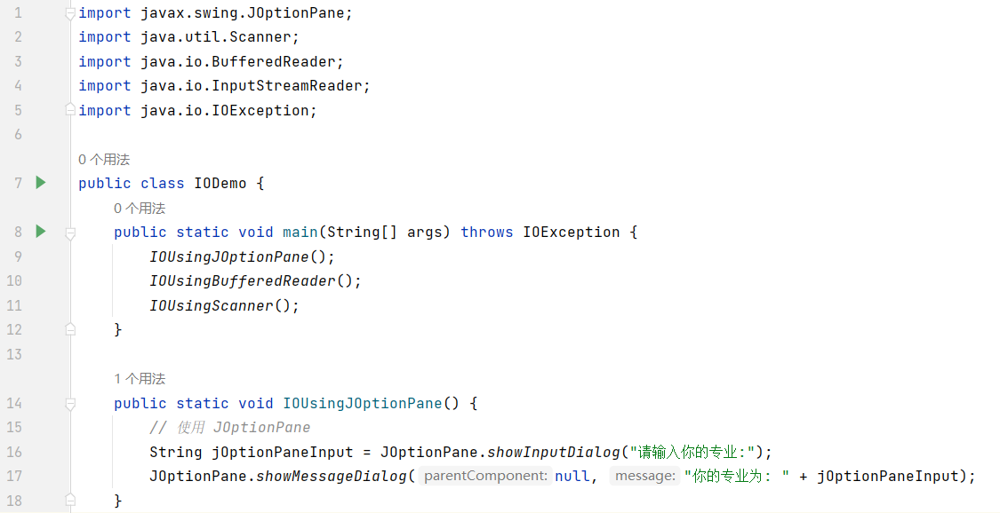 1 import javax.swing.JOptionPane;
2 import java.util.Scanner;
3 import java.io.BufferedReader;
4 import java.io.InputStreamReader;
5 import java.io.IOException;
6
0 个用法
7 public class IODemo {
0 个用法
8 public static void main(String[] args) throws IOException {
9 IOUsingJOptionPane();
10 IOUsingBufferedReader();
11 IOUsingScanner();
12 }
13
1 个用法
14 public static void IOUsingJOptionPane() {
15 // 使用 JOptionPane
16 String jOptionPaneInput = JOptionPane.showInputDialog("请输入你的专业:");
17 JOptionPane.showMessageDialog( parentComponent: null, message: "你的专业为: " + jOptionPaneInput);
18 }